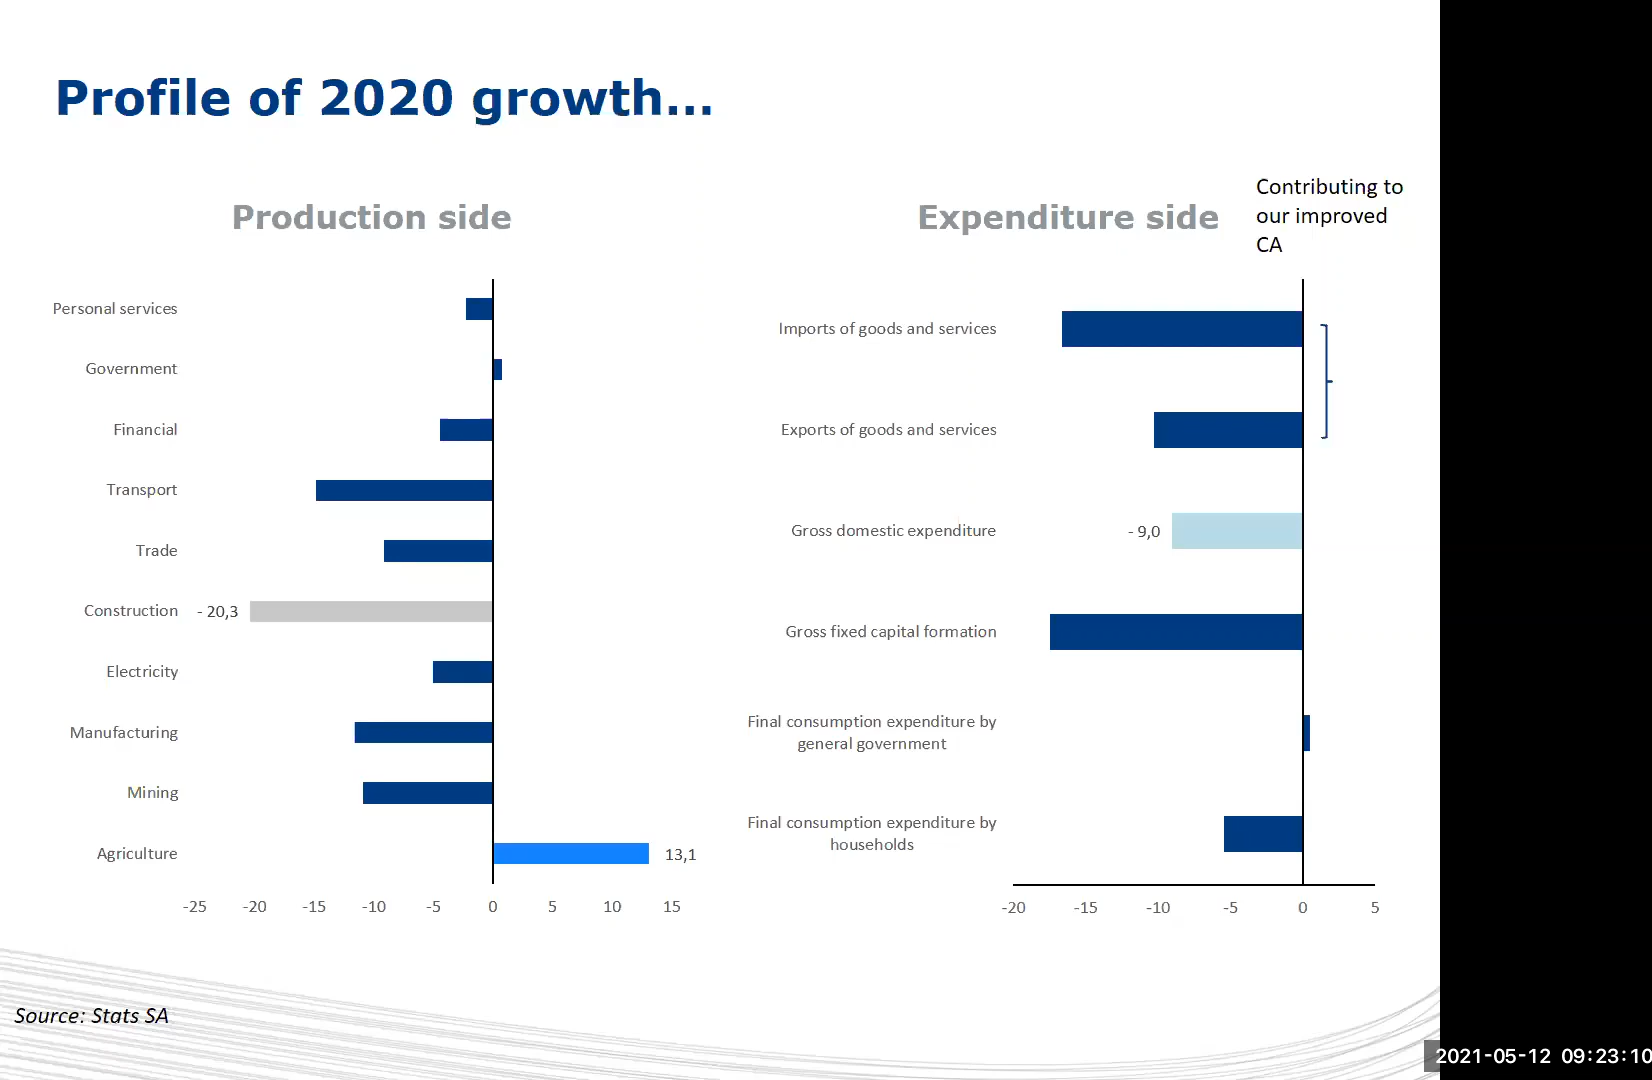 Profile of 2020 growth...
Production side
Personal services
Government
Financial
Transport
Trade
Construction
- 20,3
Electricity
Manufacturing
Mining
Agriculture
13,1
-25 -20 -15 -10 -5 0 5 10 15
Expenditure side
Contributing to
our improved
CA
Imports of goods and services
Exports of goods and services
Gross domestic expenditure
- 9,0
Gross fixed capital formation
Final consumption expenditure by
general government
Final consumption expenditure by
households
-20 -15 -10 -5 0 5
Source: Stats SA
2021-05-12 09:23:10